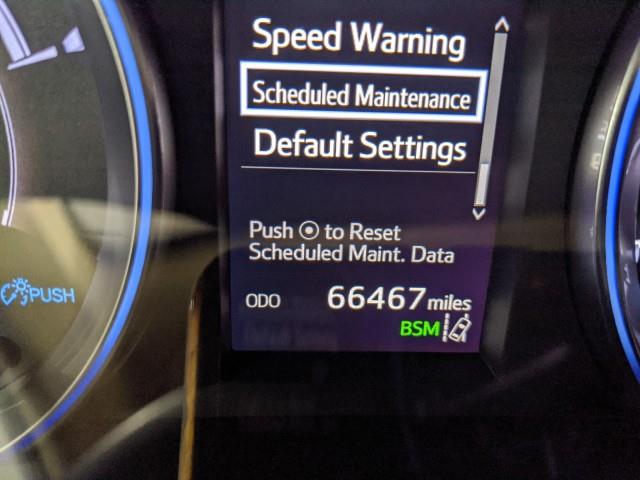 Speed Warning
Scheduled Maintenance
Default Settings
Push to Reset
Scheduled Maint. Data
ODO 66467 miles
BSM
PUSH